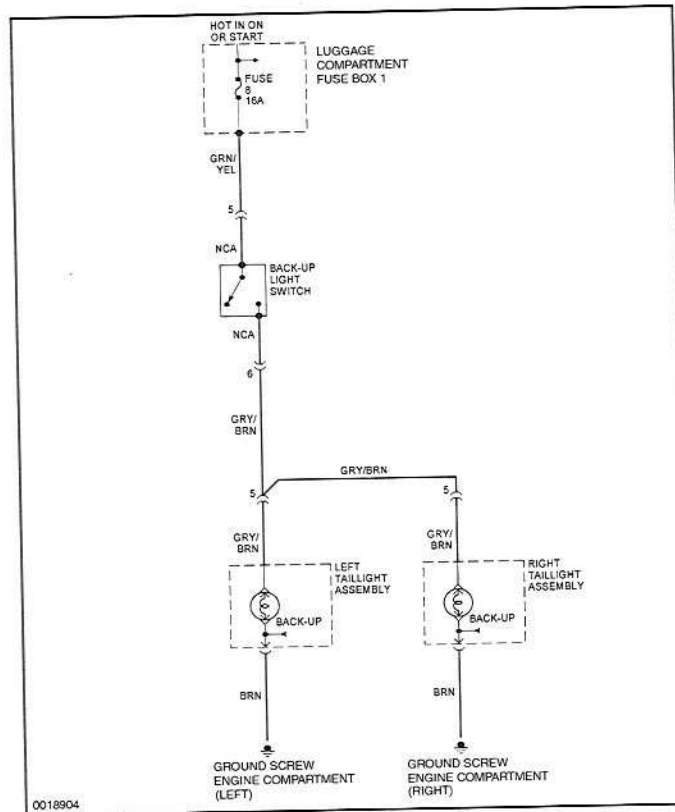 HOT IN ON
OR START
LUGGAGE
COMPARTMENT
FUSE BOX 1
FUSE
8
16A
GRN/
YEL
5
NCA
BACK-UP
LIGHT
SWITCH
NCA
6
GRY/
BRN
GRY/BRN
5
5
GRY/
BRN
GRY/
BRN
LEFT
TAILLIGHT
ASSEMBLY
RIGHT
TAILLIGHT
ASSEMBLY
BACK-UP
BACK-UP
BRN
BRN
GROUND SCREW
ENGINE COMPARTMENT
(LEFT)
GROUND SCREW
ENGINE COMPARTMENT
(RIGHT)
0018904